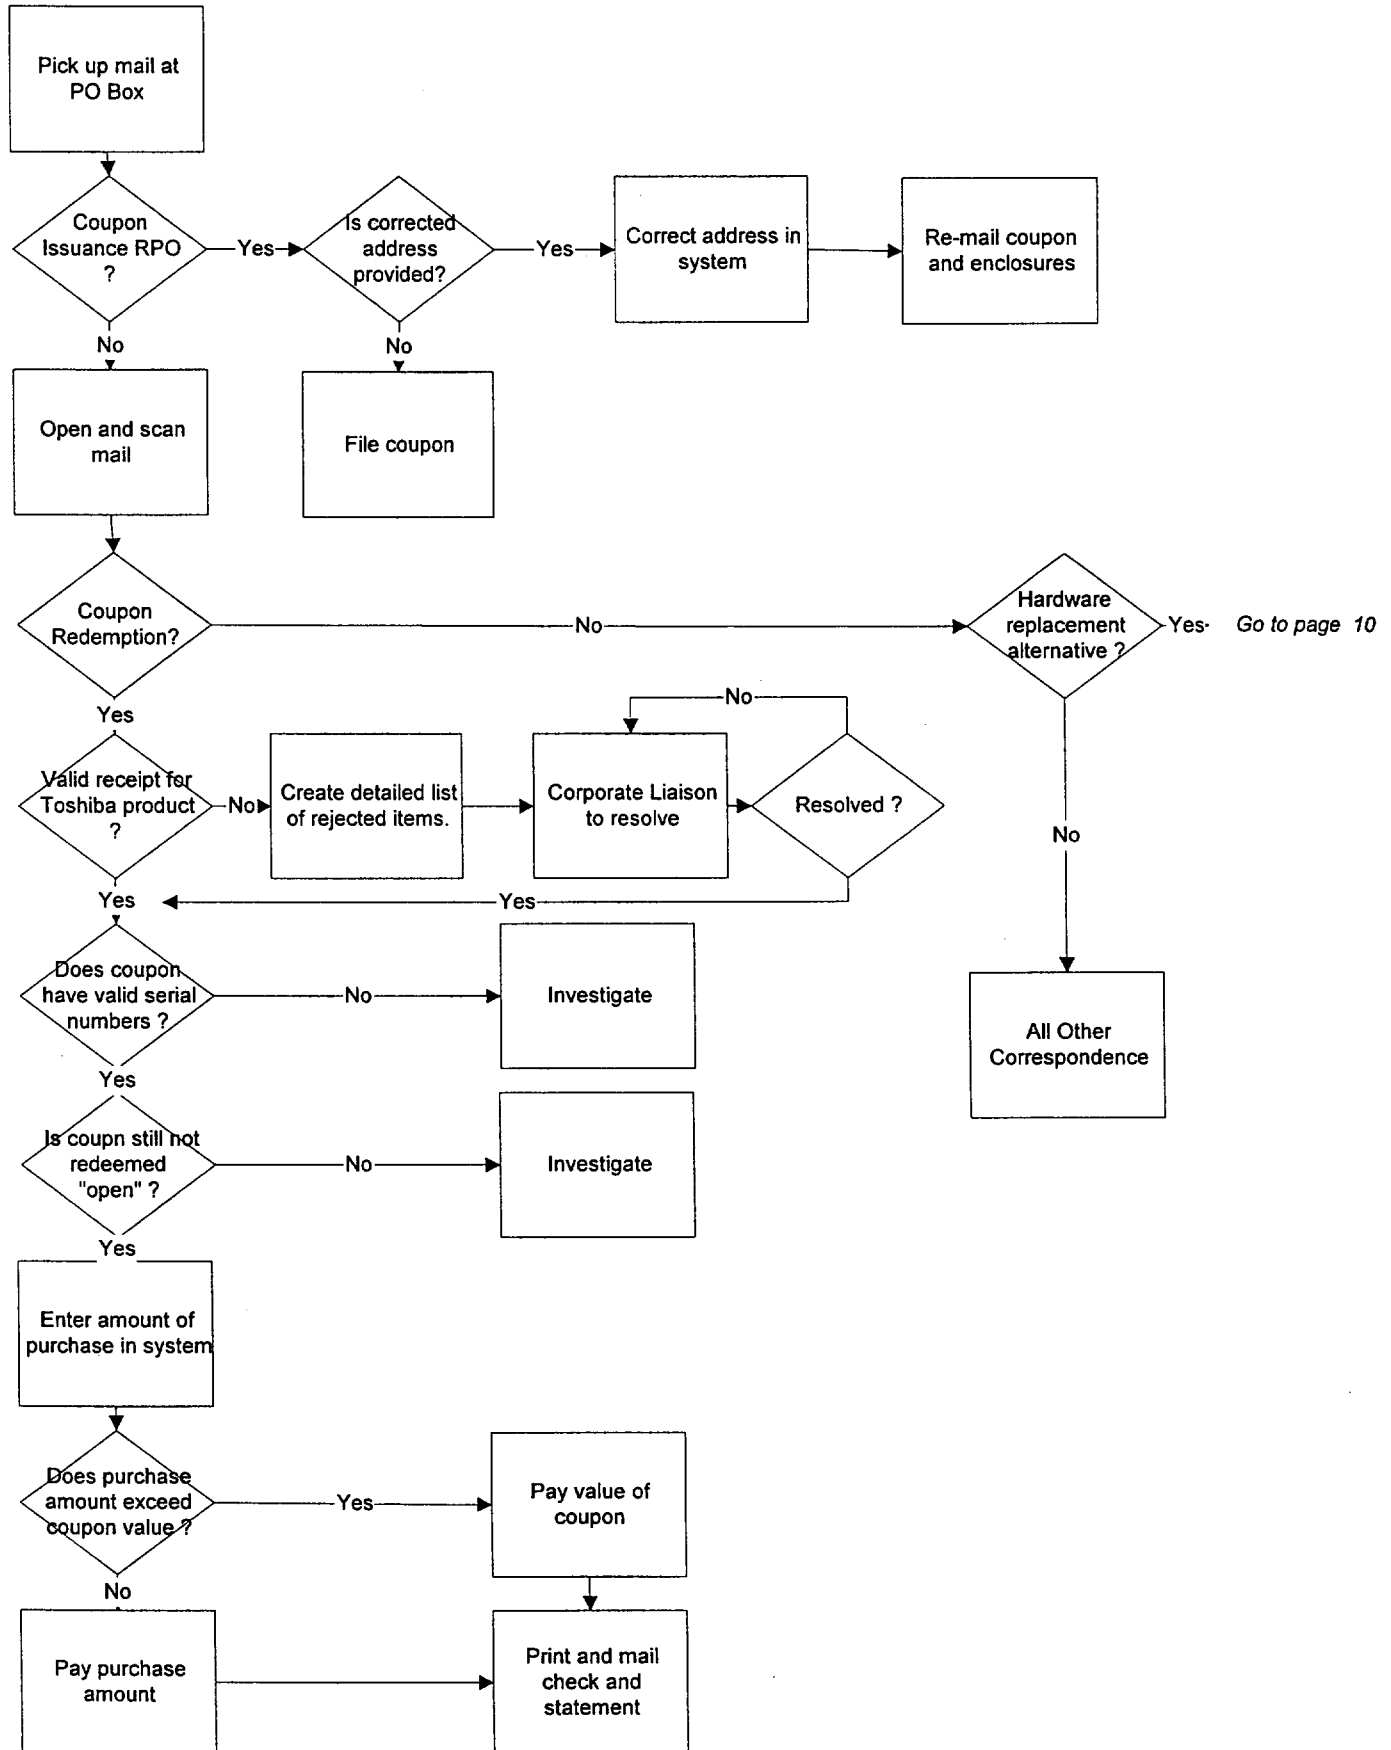 Pick up mail at
PO Box
Coupon
Issuance RPO
?
Yes
Is corrected
address
provided?
Yes
Correct address in
system
Re-mail coupon
and enclosures
No
No
Open and scan
mail
File coupon
Coupon
Redemption?
No
Hardware
replacement
alternative ?
Yes
Go to page 10
Yes
No
Valid receipt for
Toshiba product
?
No
Create detailed list
of rejected items.
Corporate Liaison
to resolve
Resolved ?
No
Yes
Yes
Does coupon
have valid serial
numbers ?
No
Investigate
All Other
Correspondence
Yes
Is coupn still not
redeemed
"open" ?
No
Investigate
Yes
Enter amount of
purchase in system
Does purchase
amount exceed
coupon value ?
Yes
Pay value of
coupon
No
Pay purchase
amount
Print and mail
check and
statement